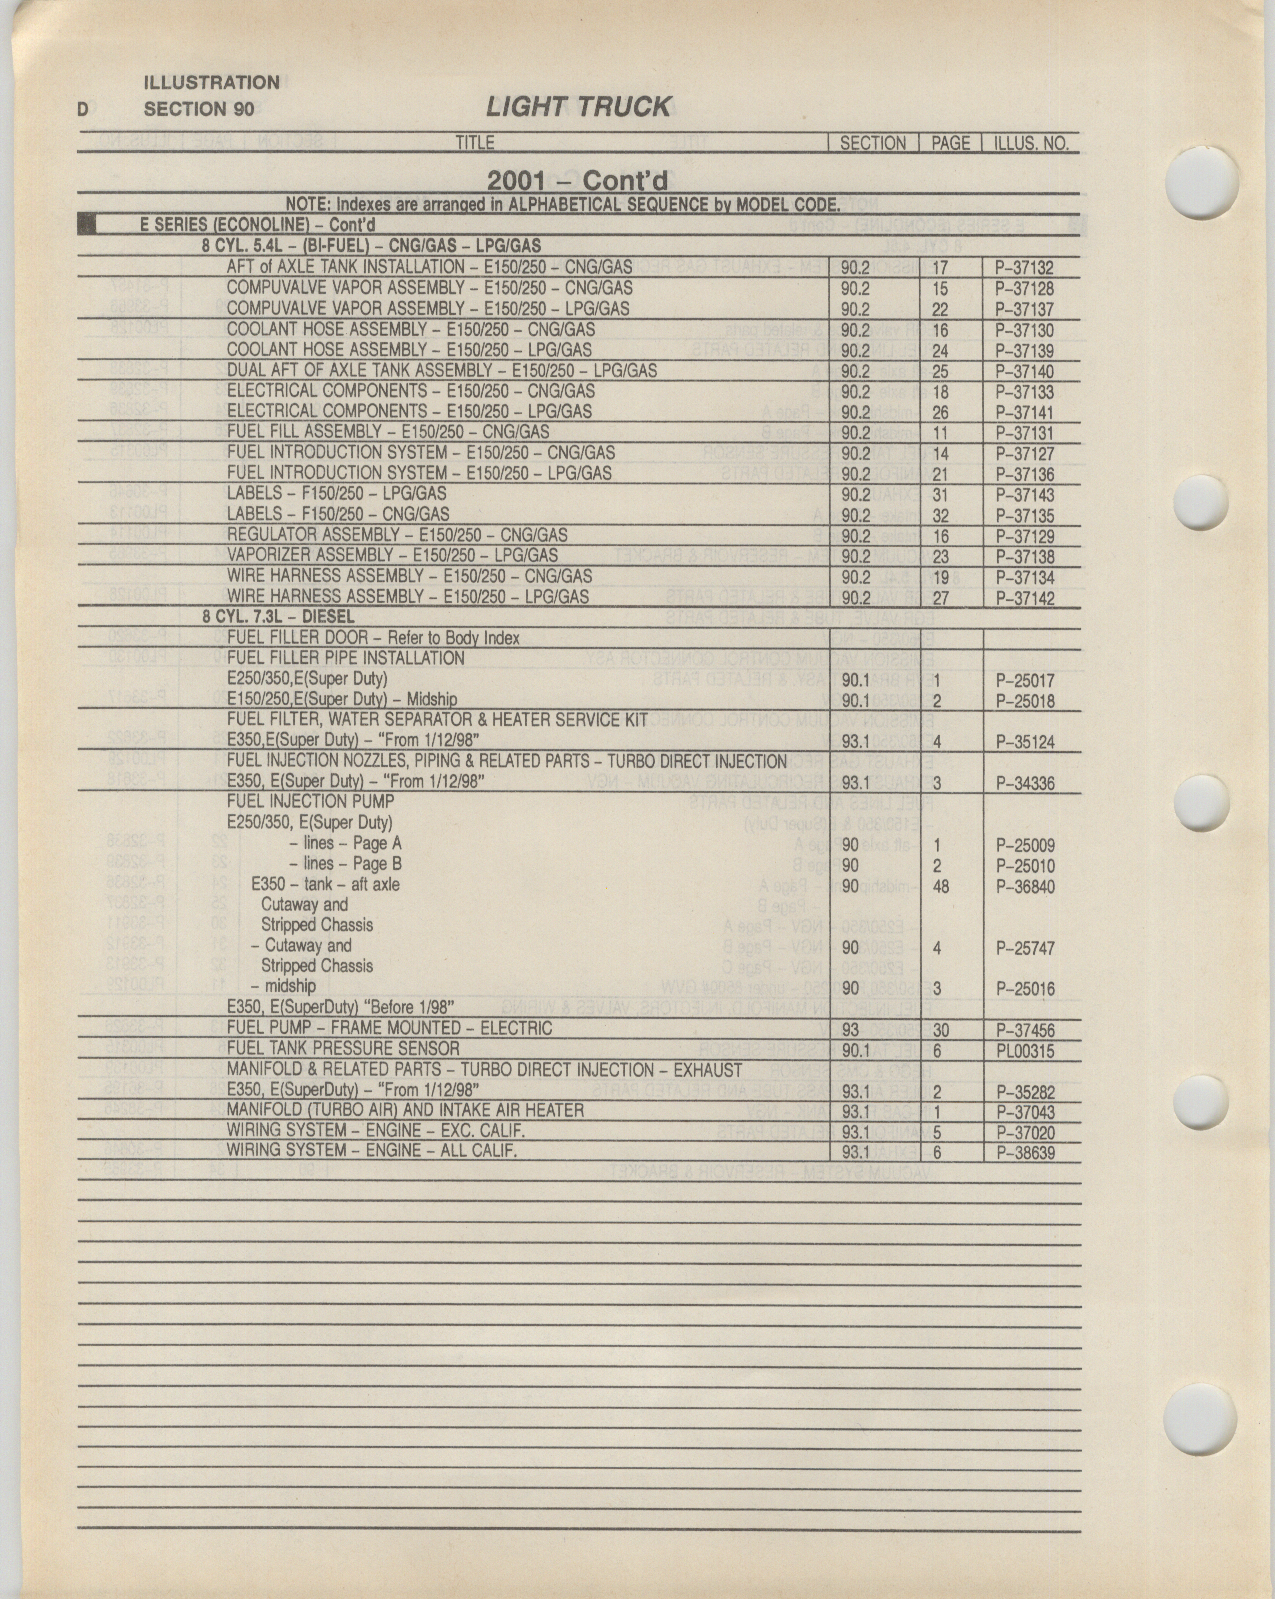 ILLUSTRATION
D SECTION 90 LIGHT TRUCK
TITLE SECTION PAGE ILLUS. NO.
2001 – Cont'd
NOTE: Indexes are arranged in ALPHABETICAL SEQUENCE by MODEL CODE.
E SERIES (ECONOLINE) – Cont'd
8 CYL. 5.4L – (BI-FUEL) – CNG/GAS – LPG/GAS
AFT of AXLE TANK INSTALLATION – E150/250 – CNG/GAS 90.2 17 P–37132
COMPUVALVE VAPOR ASSEMBLY – E150/250 – CNG/GAS 90.2 15 P–37128
COMPUVALVE VAPOR ASSEMBLY – E150/250 – LPG/GAS 90.2 22 P–37137
COOLANT HOSE ASSEMBLY – E150/250 – CNG/GAS 90.2 16 P–37130
COOLANT HOSE ASSEMBLY – E150/250 – LPG/GAS 90.2 24 P–37139
DUAL AFT OF AXLE TANK ASSEMBLY – E150/250 – LPG/GAS 90.2 25 P–37140
ELECTRICAL COMPONENTS – E150/250 – CNG/GAS 90.2 18 P–37133
ELECTRICAL COMPONENTS – E150/250 – LPG/GAS 90.2 26 P–37141
FUEL FILL ASSEMBLY – E150/250 – CNG/GAS 90.2 11 P–37131
FUEL INTRODUCTION SYSTEM – E150/250 – CNG/GAS 90.2 14 P–37127
FUEL INTRODUCTION SYSTEM – E150/250 – LPG/GAS 90.2 21 P–37136
LABELS – F150/250 – LPG/GAS 90.2 31 P–37143
LABELS – F150/250 – CNG/GAS 90.2 32 P–37135
REGULATOR ASSEMBLY – E150/250 – CNG/GAS 90.2 16 P–37129
VAPORIZER ASSEMBLY – E150/250 – LPG/GAS 90.2 23 P–37138
WIRE HARNESS ASSEMBLY – E150/250 – CNG/GAS 90.2 19 P–37134
WIRE HARNESS ASSEMBLY – E150/250 – LPG/GAS 90.2 27 P–37142
8 CYL. 7.3L – DIESEL
FUEL FILLER DOOR – Refer to Body Index
FUEL FILLER PIPE INSTALLATION
E250/350,E(Super Duty) 90.1 1 P–25017
E150/250,E(Super Duty) – Midship 90.1 2 P–25018
FUEL FILTER, WATER SEPARATOR & HEATER SERVICE KIT
E350,E(Super Duty) – "From 1/12/98" 93.1 4 P–35124
FUEL INJECTION NOZZLES, PIPING & RELATED PARTS – TURBO DIRECT INJECTION
E350, E(Super Duty) – "From 1/12/98" 93.1 3 P–34336
FUEL INJECTION PUMP
E250/350, E(Super Duty)
– lines – Page A 90 1 P–25009
– lines – Page B 90 2 P–25010
E350 – tank – aft axle 90 48 P–36840
Cutaway and
Stripped Chassis
– Cutaway and 90 4 P–25747
Stripped Chassis
– midship 90 3 P–25016
E350, E(SuperDuty) "Before 1/98"
FUEL PUMP – FRAME MOUNTED – ELECTRIC 93 30 P–37456
FUEL TANK PRESSURE SENSOR 90.1 6 PL00315
MANIFOLD & RELATED PARTS – TURBO DIRECT INJECTION – EXHAUST
E350, E(SuperDuty) – "From 1/12/98" 93.1 2 P–35282
MANIFOLD (TURBO AIR) AND INTAKE AIR HEATER 93.1 1 P–37043
WIRING SYSTEM – ENGINE – EXC. CALIF. 93.1 5 P–37020
WIRING SYSTEM – ENGINE – ALL CALIF. 93.1 6 P–38639